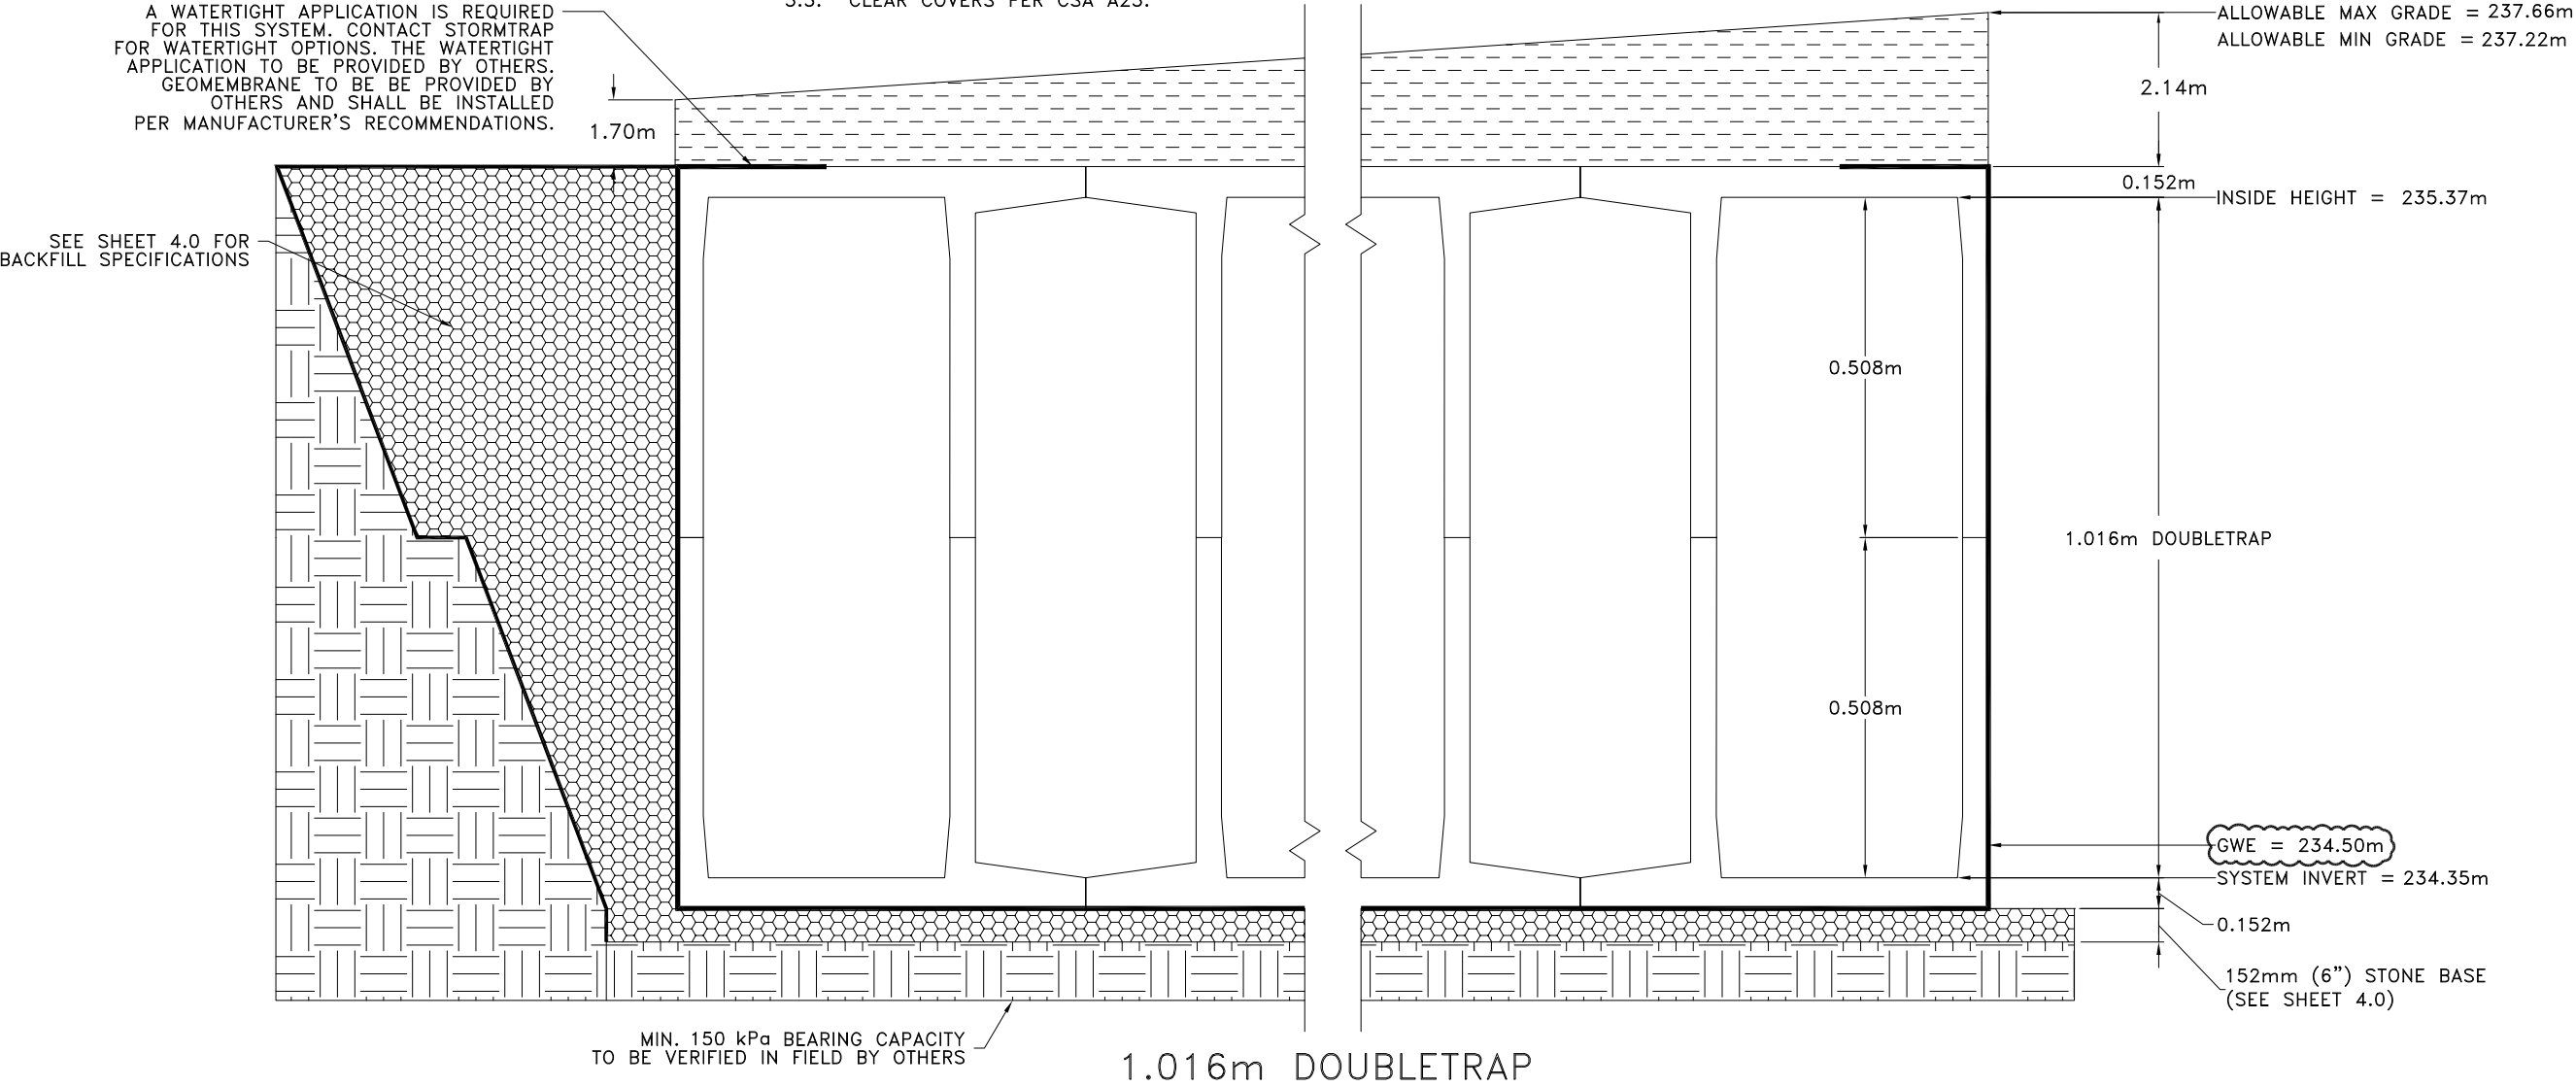 3.3. CLEAR COVERS PER CSA A23.
A WATERTIGHT APPLICATION IS REQUIRED
FOR THIS SYSTEM. CONTACT STORMTRAP
FOR WATERTIGHT OPTIONS. THE WATERTIGHT
APPLICATION TO BE PROVIDED BY OTHERS.
GEOMEMBRANE TO BE BE PROVIDED BY
OTHERS AND SHALL BE INSTALLED
PER MANUFACTURER'S RECOMMENDATIONS.
ALLOWABLE MAX GRADE = 237.66m
ALLOWABLE MIN GRADE = 237.22m
2.14m
1.70m
0.152m
INSIDE HEIGHT = 235.37m
SEE SHEET 4.0 FOR
BACKFILL SPECIFICATIONS
0.508m
1.016m DOUBLETRAP
0.508m
GWE = 234.50m
SYSTEM INVERT = 234.35m
0.152m
152mm (6") STONE BASE
(SEE SHEET 4.0)
MIN. 150 kPa BEARING CAPACITY
TO BE VERIFIED IN FIELD BY OTHERS
1.016m DOUBLETRAP